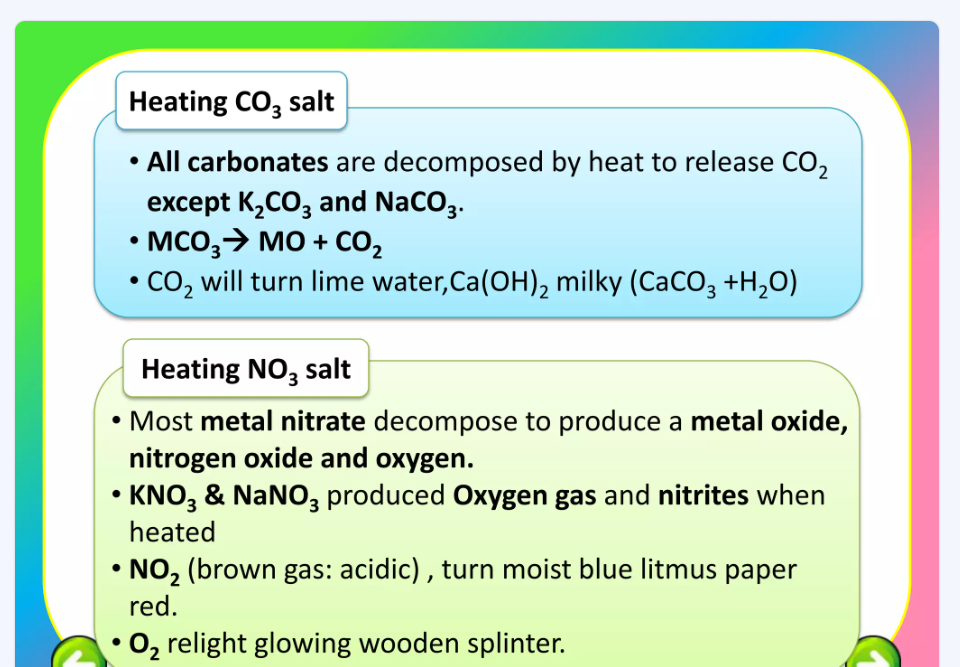 Heating CO₃ salt
• All carbonates are decomposed by heat to release CO₂
except K₂CO₃ and NaCO₃.
• MCO₃→ MO + CO₂
• CO₂ will turn lime water,Ca(OH)₂ milky (CaCO₃ +H₂O)
Heating NO₃ salt
• Most metal nitrate decompose to produce a metal oxide,
nitrogen oxide and oxygen.
• KNO₃ & NaNO₃ produced Oxygen gas and nitrites when
heated
• NO₂ (brown gas: acidic) , turn moist blue litmus paper
red.
• O₂ relight glowing wooden splinter.